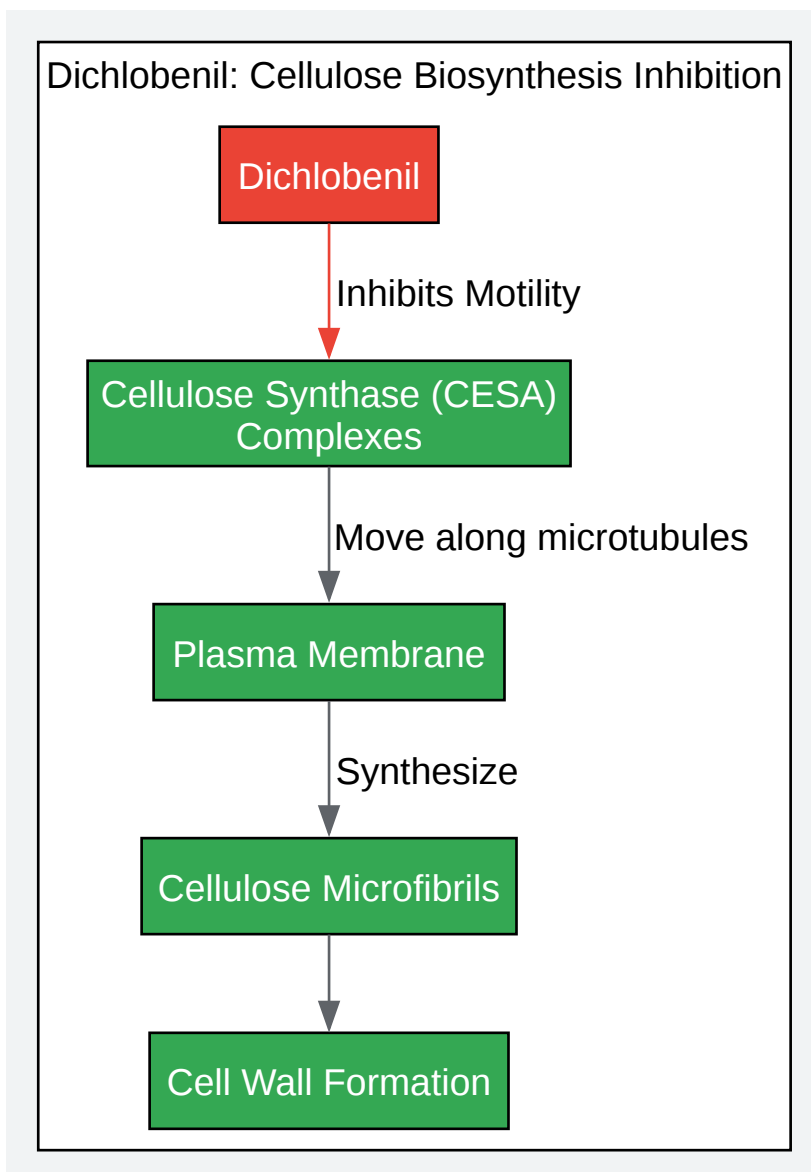 Dichlobenil: Cellulose Biosynthesis Inhibition
Dichlobenil
Inhibits Motility
Cellulose Synthase (CESA)
Complexes
Move along microtubules
Plasma Membrane
Synthesize
Cellulose Microfibrils
Cell Wall Formation